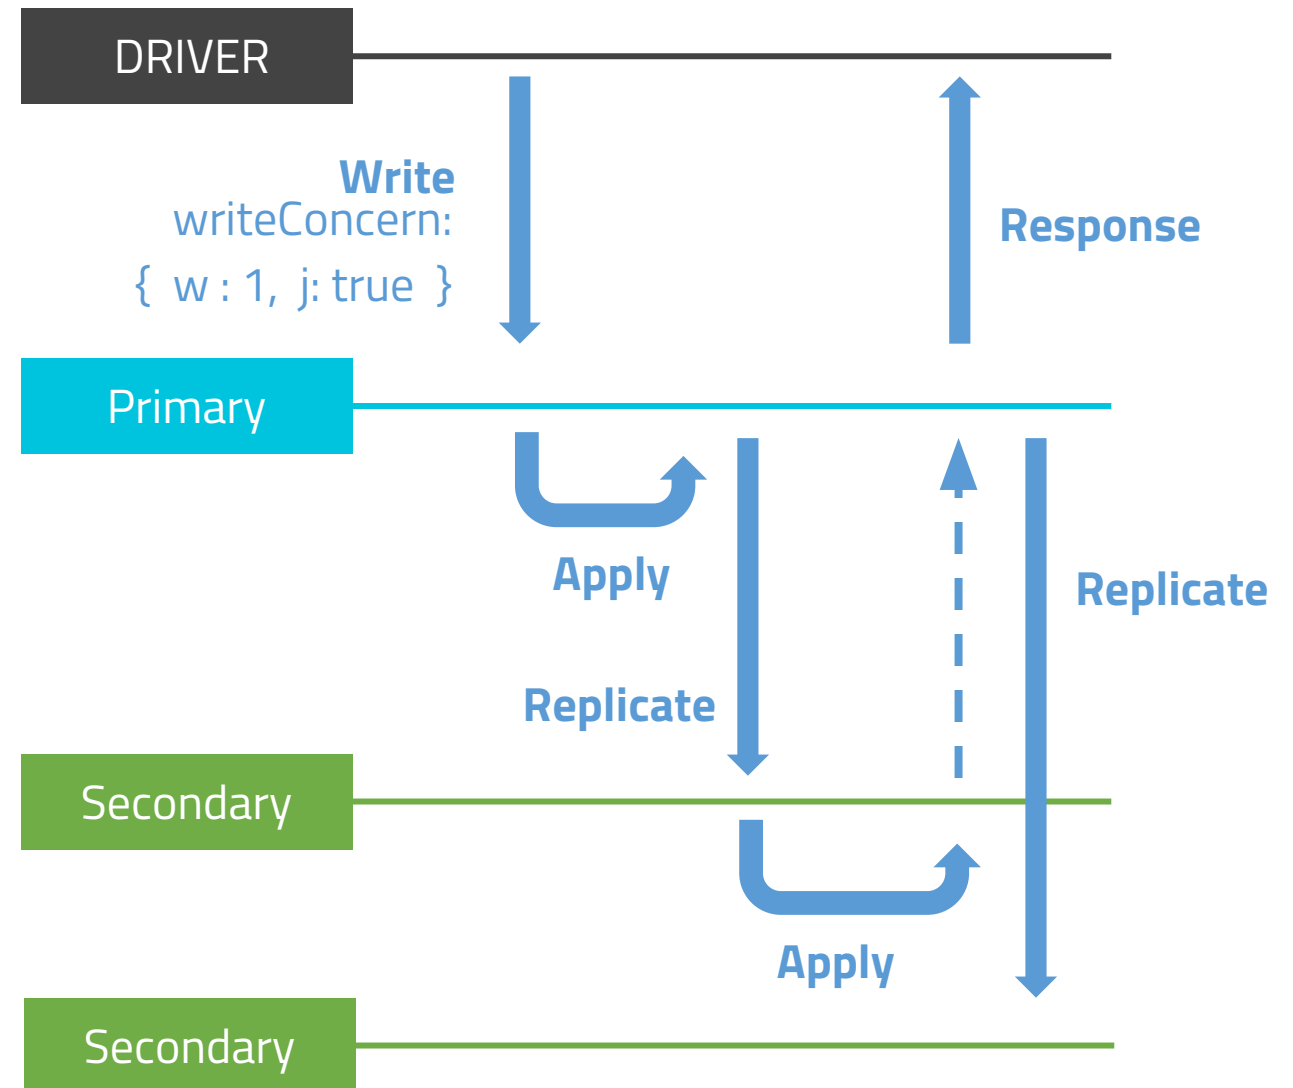 DRIVER
Write
writeConcern:
{ w : 1, j: true }
Response
Primary
Apply
Replicate
Replicate
Secondary
Apply
Secondary